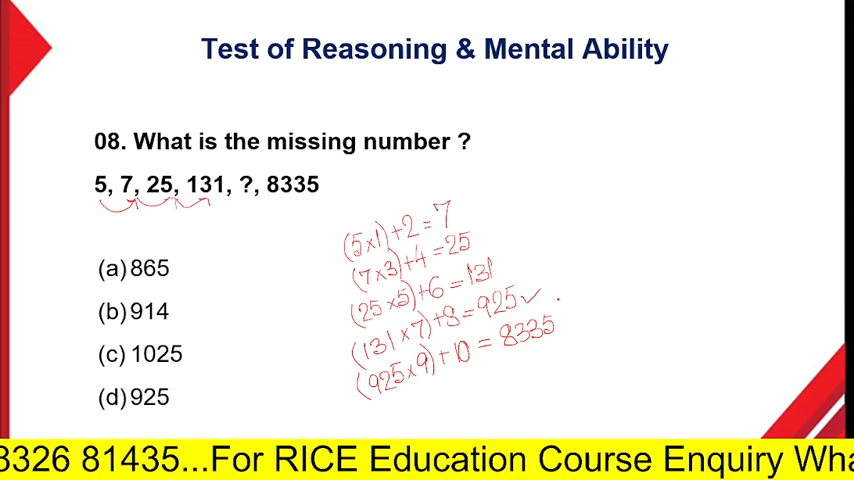 Test of Reasoning & Mental Ability
08. What is the missing number ?
5, 7, 25, 131, ?, 8335
(a) 865
(b) 914
(c) 1025
(d) 925
(5×1)+2=7
(7×3)+4=25
(25×5)+6=131
(131×7)+8=925✓
(925×9)+10=8335
8326 81435...For RICE Education Course Enquiry Wha